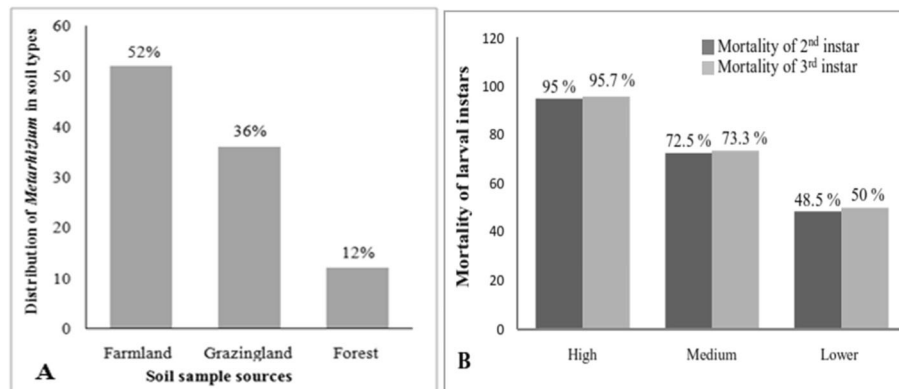 60
50
40
30
20
10
0
Distribution of Metarhizium in soil types
52%
36%
12%
Farmland Grazingland Forest
Soil sample sources
A
120
100
80
60
40
20
0
Mortality of larval instars
Mortality of 2nd instar
Mortality of 3rd instar
95 % 95.7 %
72.5 % 73.3 %
48.5 % 50 %
High Medium Lower
B